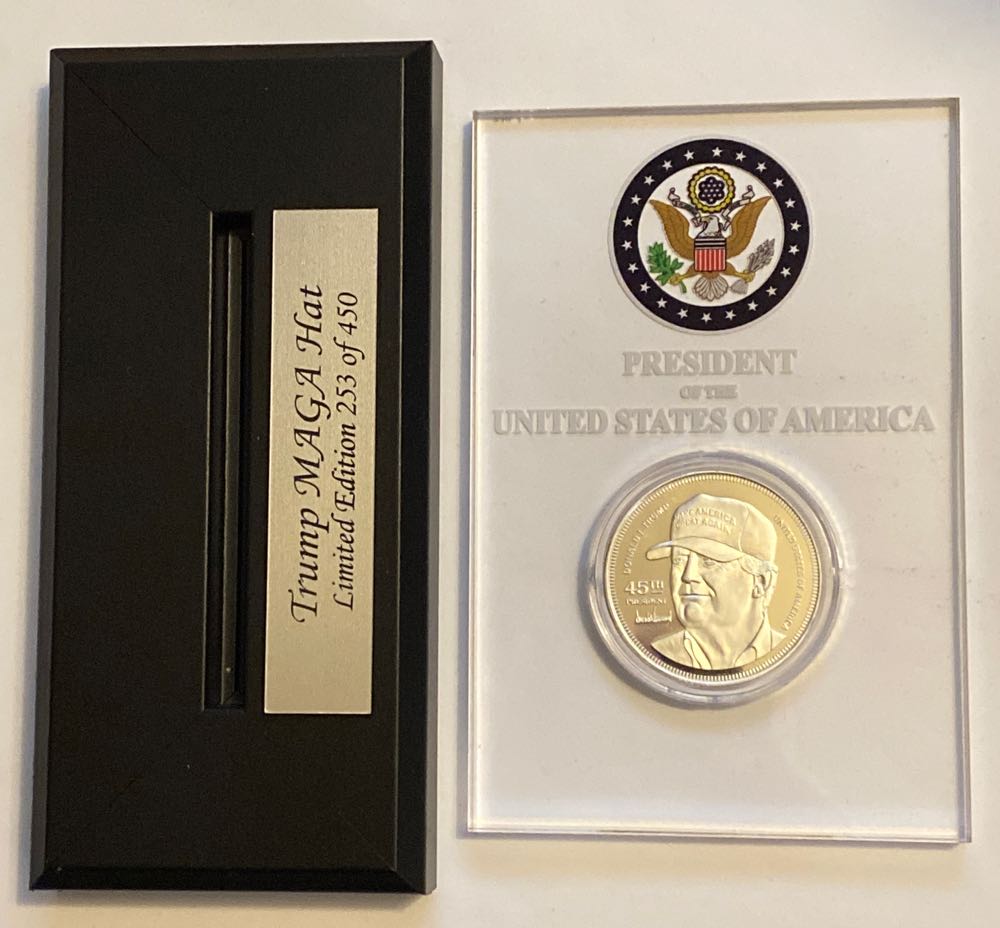 Trump MAGA Hat
Limited Edition 253 of 450
PRESIDENT
OF THE
UNITED STATES OF AMERICA
DONALD J. TRUMP
MAKE AMERICA
GREAT AGAIN
UNITED STATES OF AMERICA
45TH
PRESIDENT